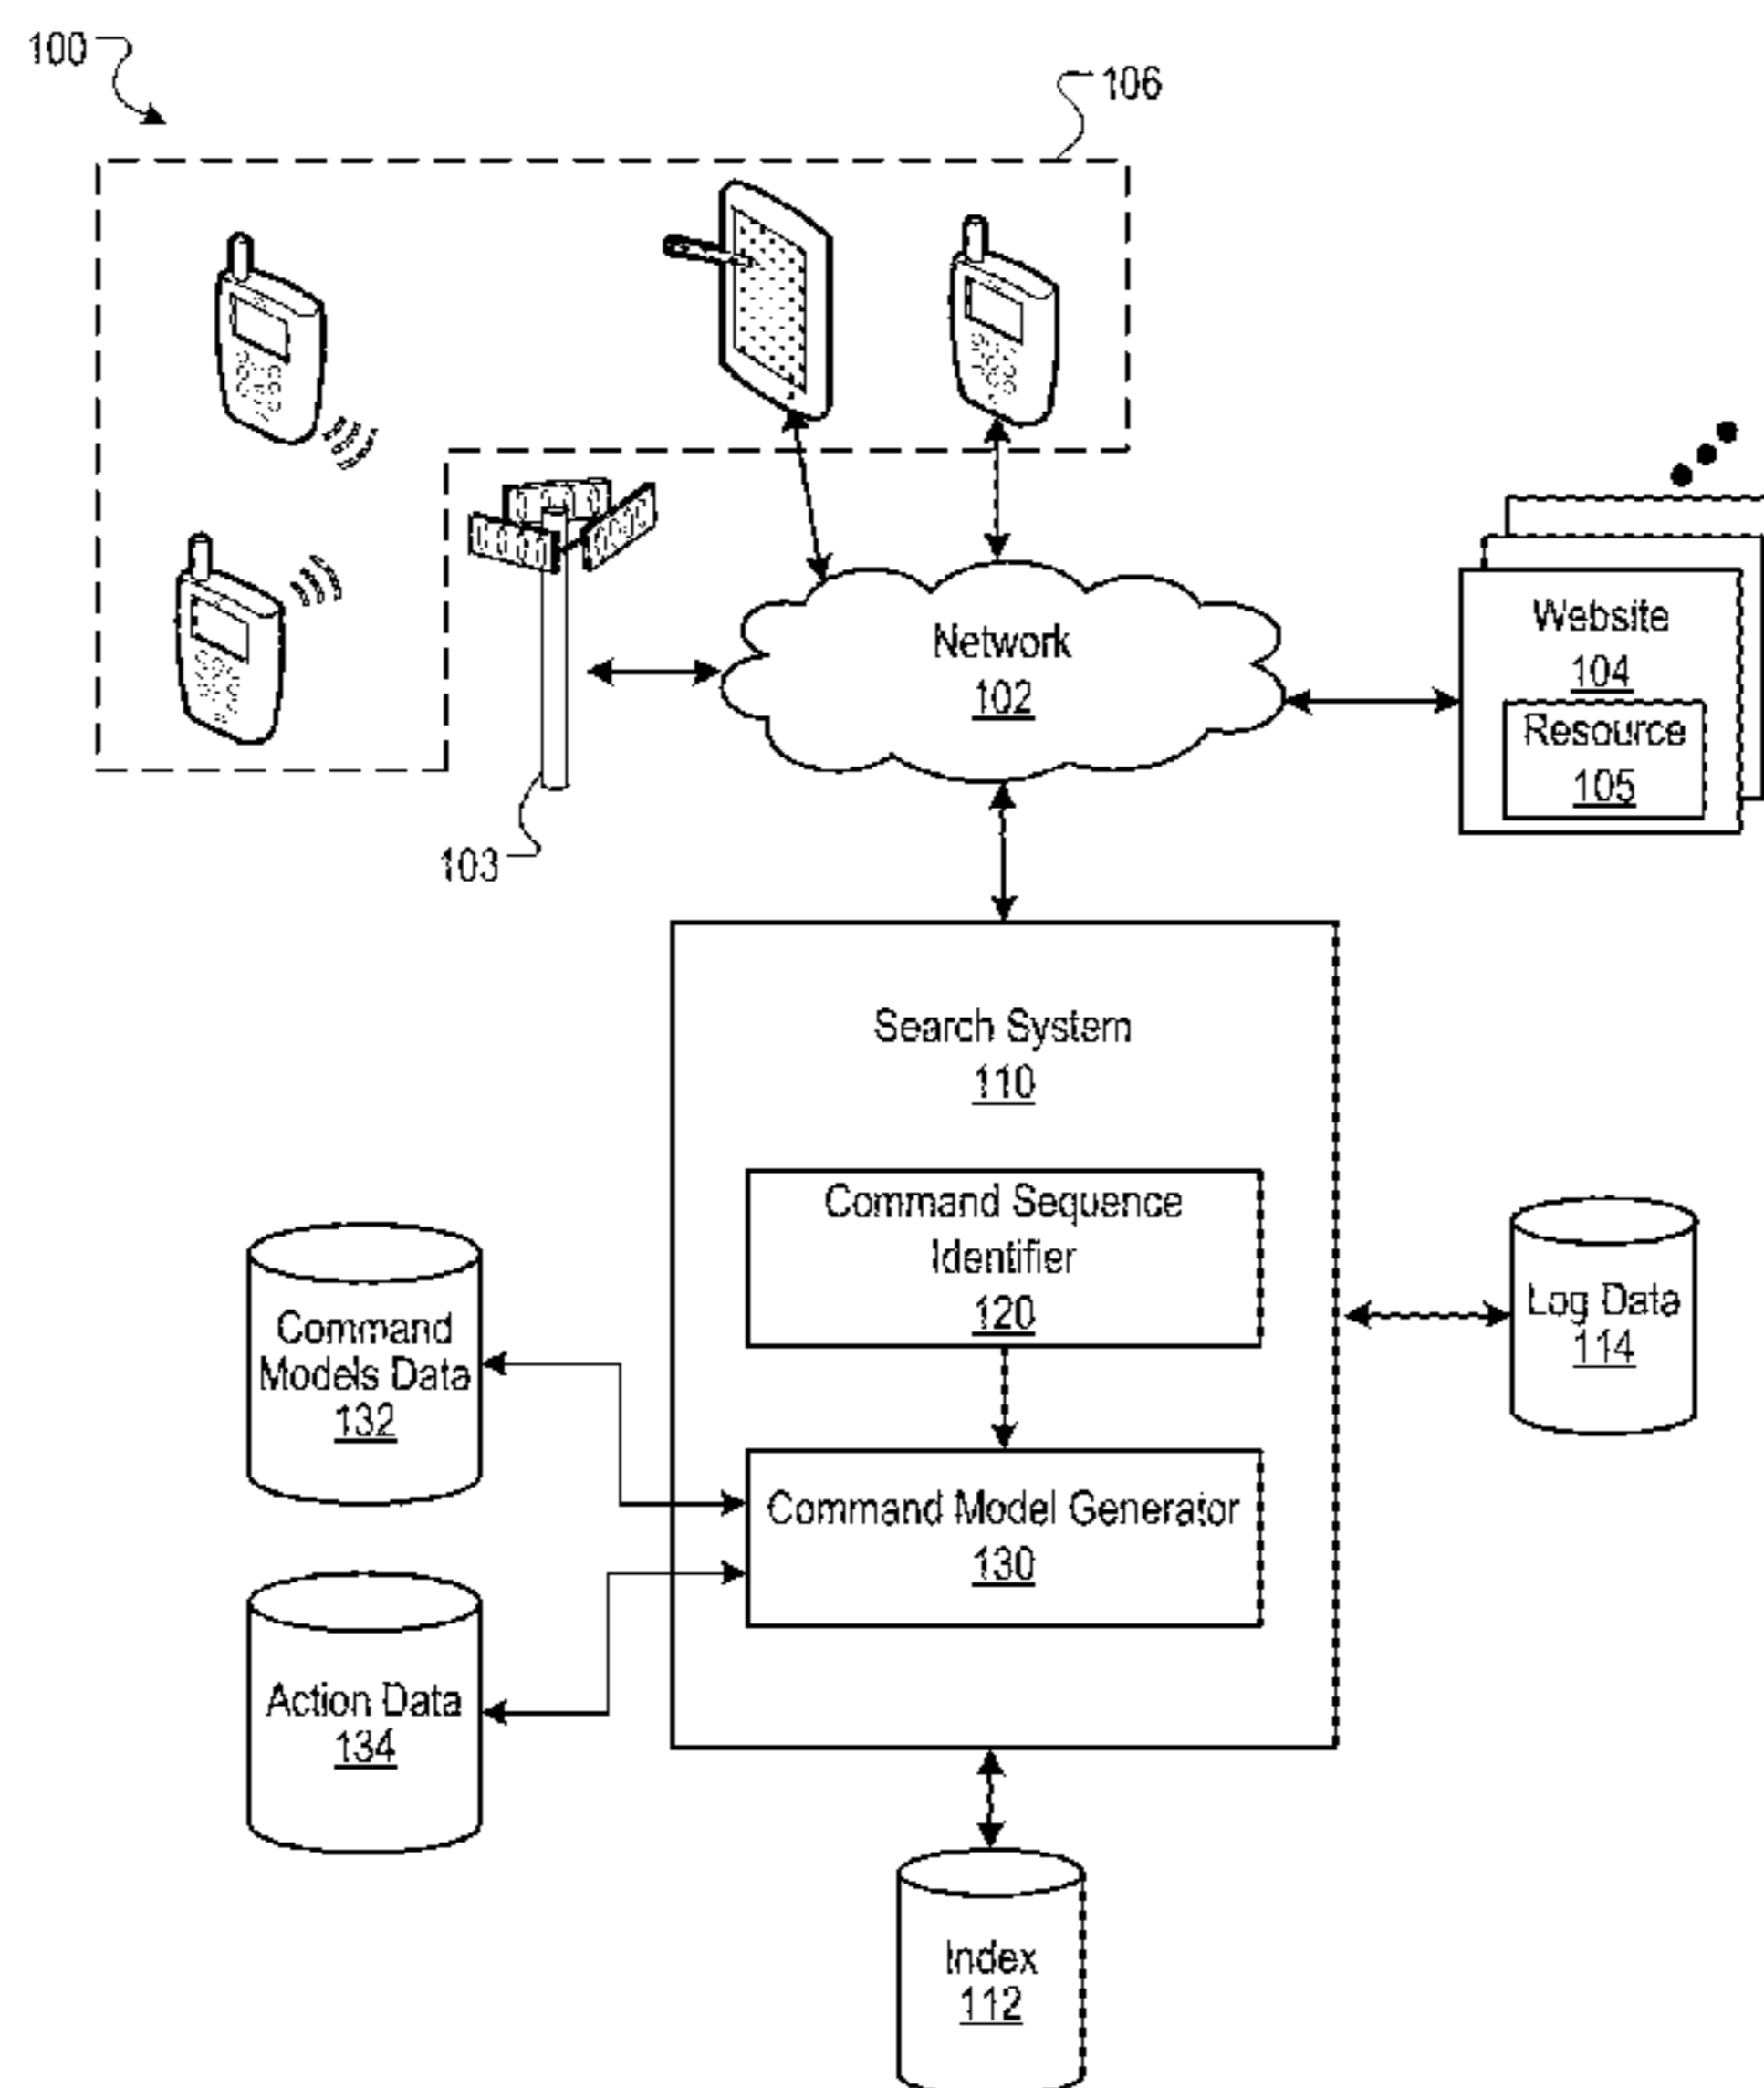 100
106
Network
102
Website
104
Resource
105
103
Search System
110
Command Sequence
Identifier
120
Log Data
114
Command
Models Data
132
Command Model Generator
130
Action Data
134
Index
112